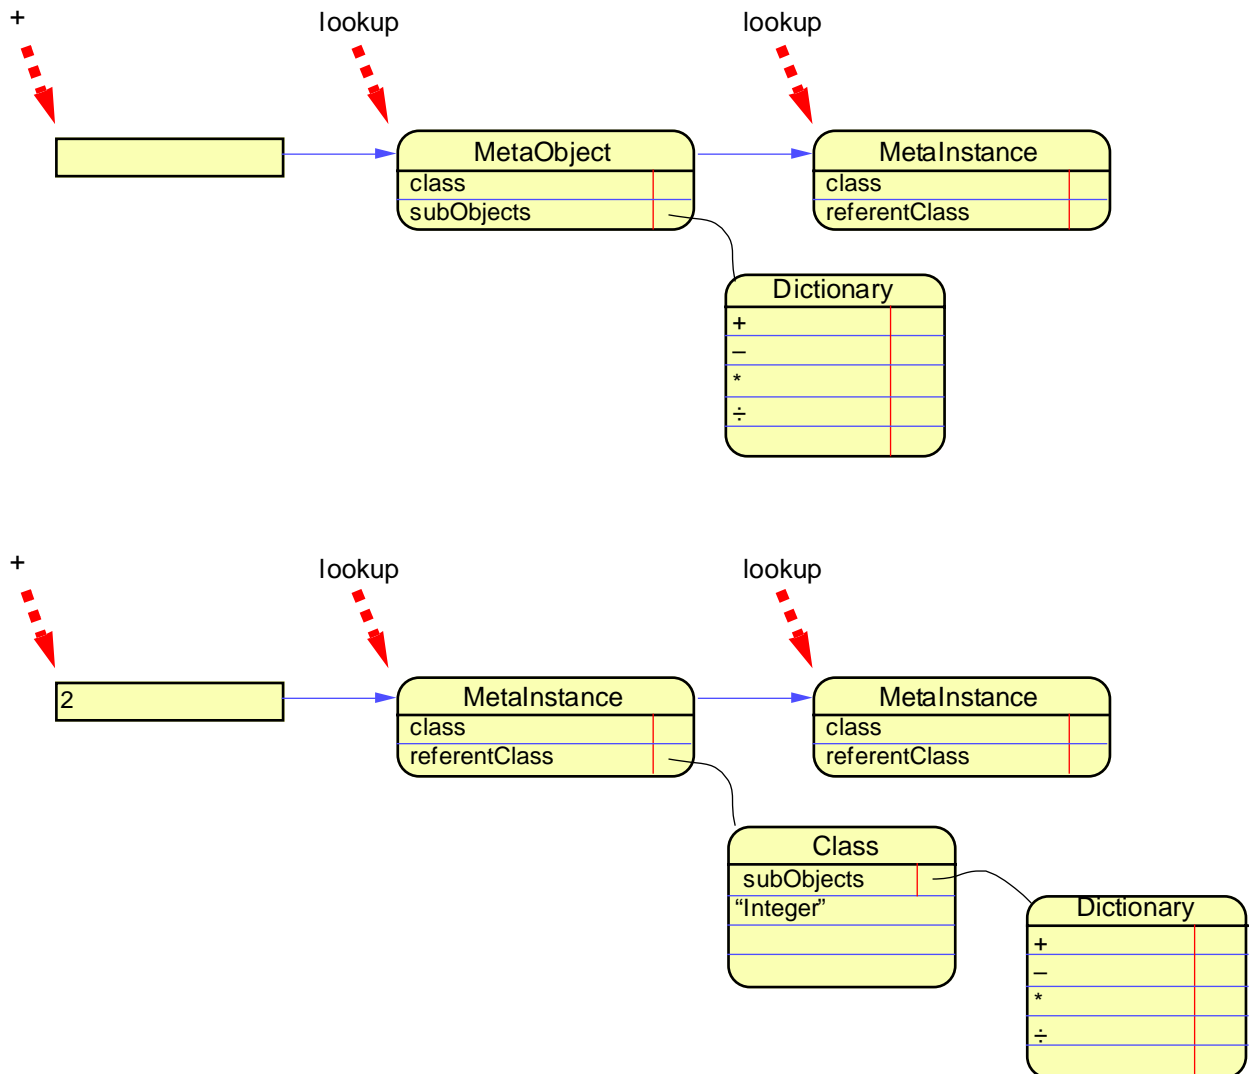 +
lookup
lookup
MetaObject
class
subObjects
MetaInstance
class
referentClass
Dictionary
+
–
*
÷
+
lookup
lookup
2
MetaInstance
class
referentClass
MetaInstance
class
referentClass
Class
subObjects
“Integer”
Dictionary
+
–
*
÷